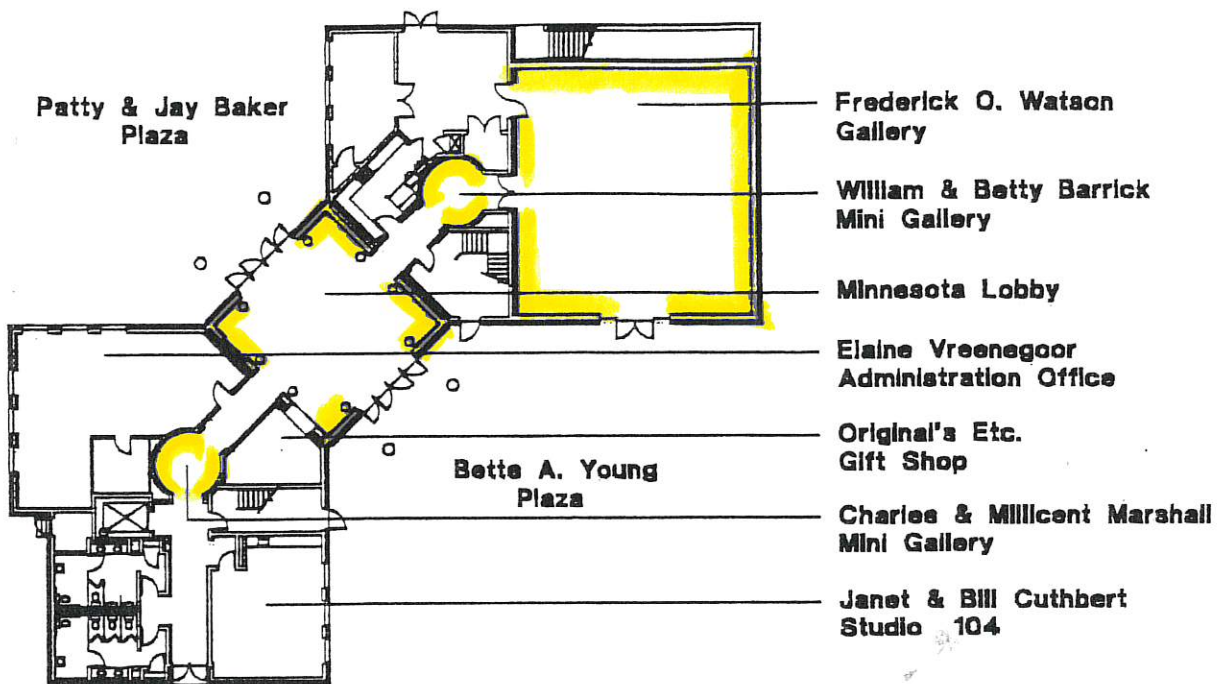 Patty & Jay Baker
Plaza
Frederick O. Watson
Gallery
William & Betty Barrick
Mini Gallery
Minnesota Lobby
Elaine Vreenegoor
Administration Office
Original's Etc.
Gift Shop
Bette A. Young
Plaza
Charles & Millicent Marshall
Mini Gallery
Janet & Bill Cuthbert
Studio 104